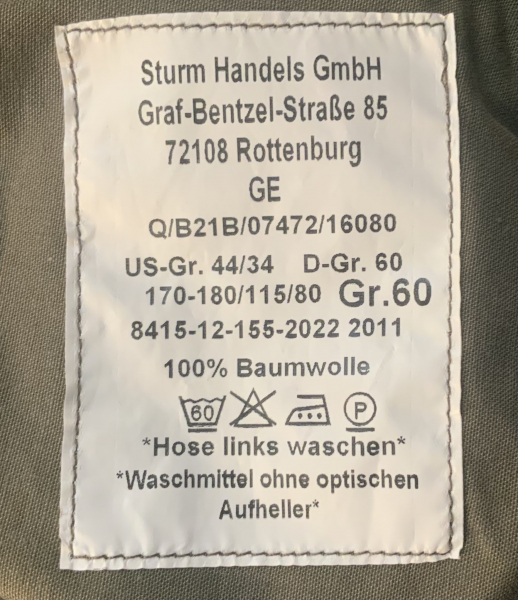 Sturm Handels GmbH
Graf-Bentzel-Straße 85
72108 Rottenburg
GE
Q/B21B/07472/16080
US-Gr. 44/34 D-Gr. 60
170-180/115/80 Gr.60
8415-12-155-2022 2011
100% Baumwolle
60 P
*Hose links waschen*
*Waschmittel ohne optischen
Aufheller*